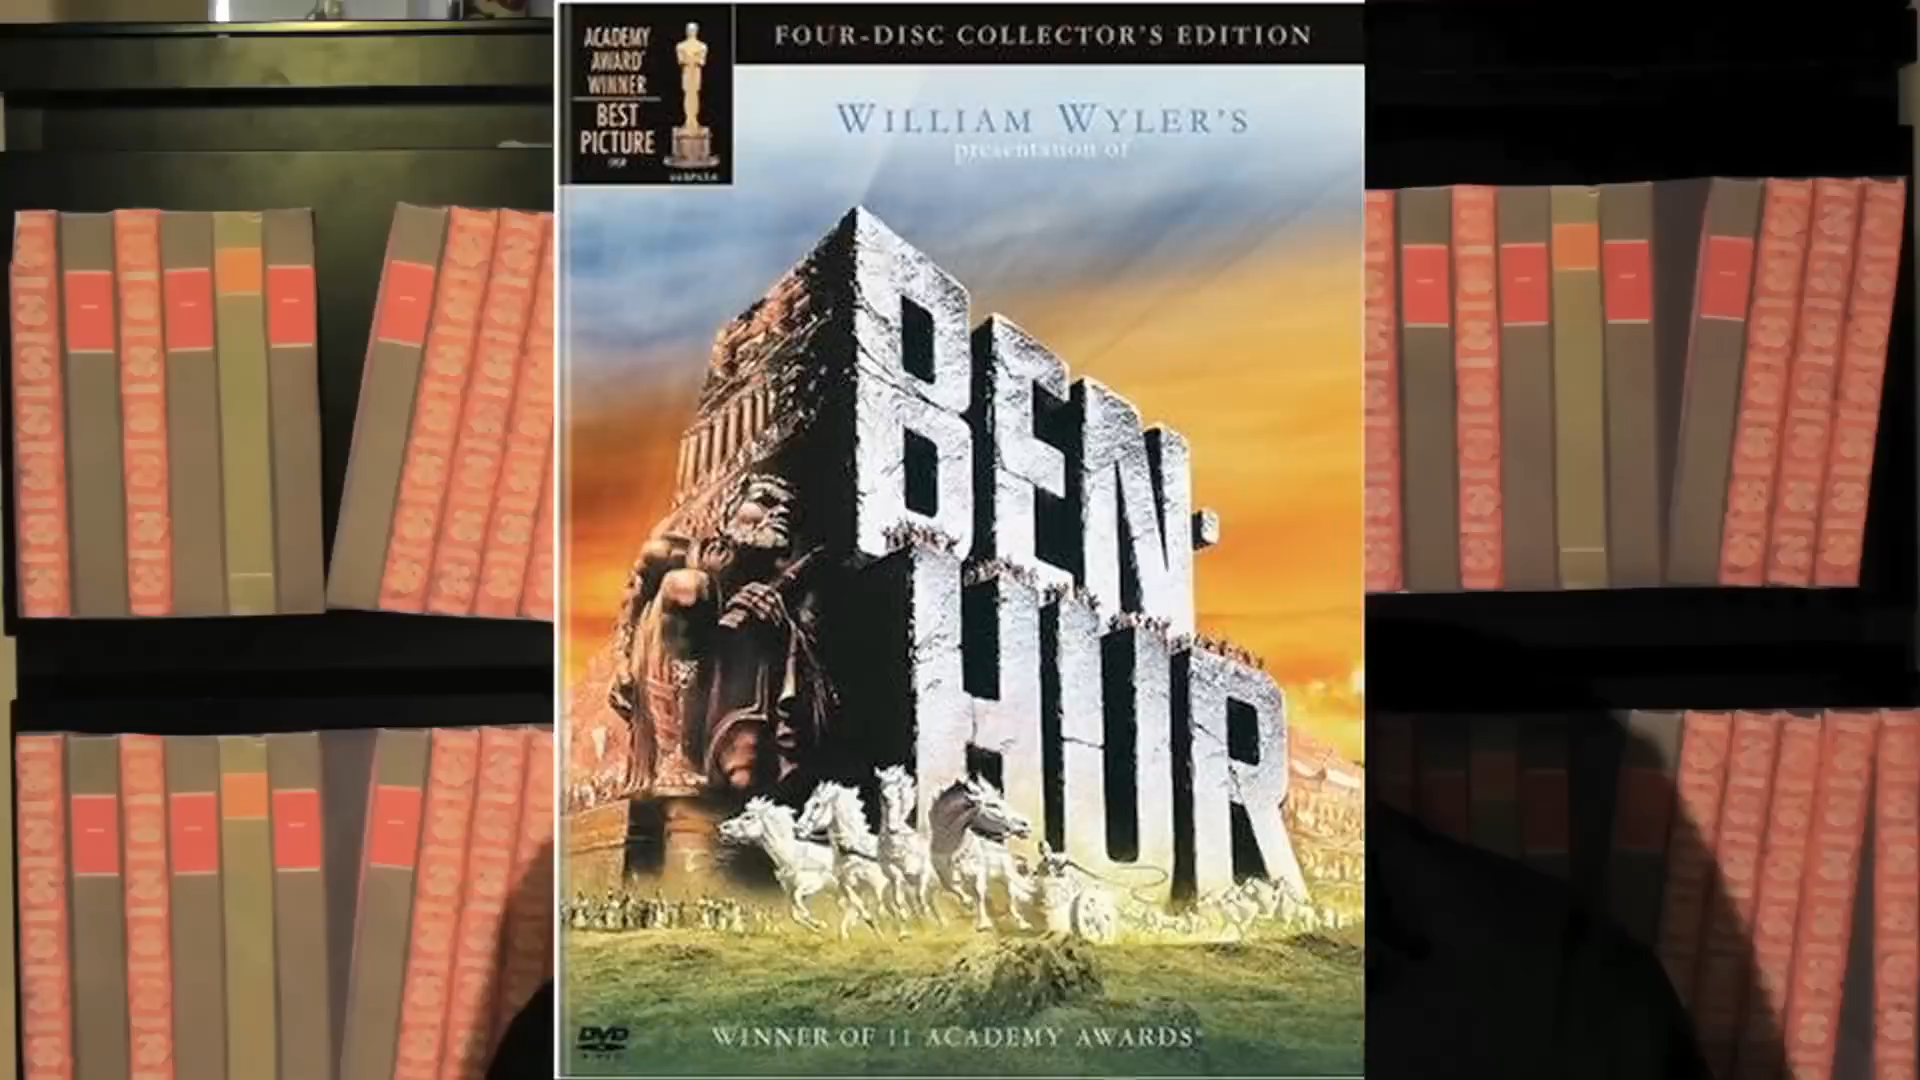 ACADEMY
AWARD
WINNER
BEST
PICTURE
FOUR-DISC COLLECTOR'S EDITION
WILLIAM WYLER'S
presentation of
BEN-
HUR
DVD
WINNER OF 11 ACADEMY AWARDS®